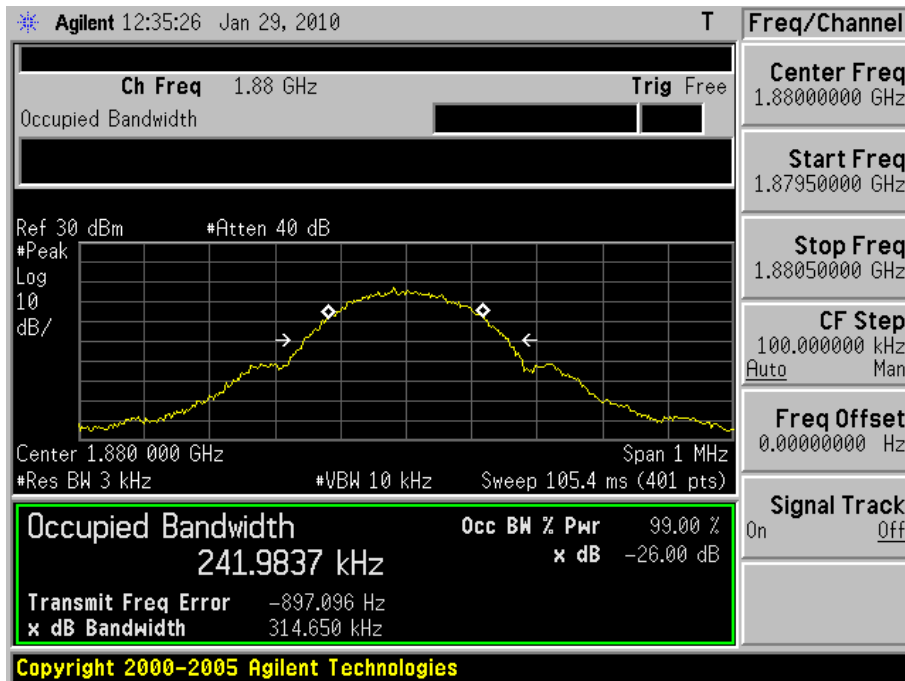 Agilent 12:35:26 Jan 29, 2010 T
Freq/Channel
Ch Freq 1.88 GHz Trig Free
Occupied Bandwidth
Ref 30 dBm #Atten 40 dB
#Peak
Log
10
dB/
Center 1.880 000 GHz Span 1 MHz
#Res BW 3 kHz #VBW 10 kHz Sweep 105.4 ms (401 pts)
Occupied Bandwidth
241.9837 kHz
Occ BW % Pwr 99.00 %
x dB -26.00 dB
Transmit Freq Error -897.096 Hz
x dB Bandwidth 314.650 kHz
Center Freq
1.88000000 GHz
Start Freq
1.87950000 GHz
Stop Freq
1.88050000 GHz
CF Step
100.000000 kHz
Auto Man
Freq Offset
0.00000000 Hz
Signal Track
On Off
Copyright 2000-2005 Agilent Technologies